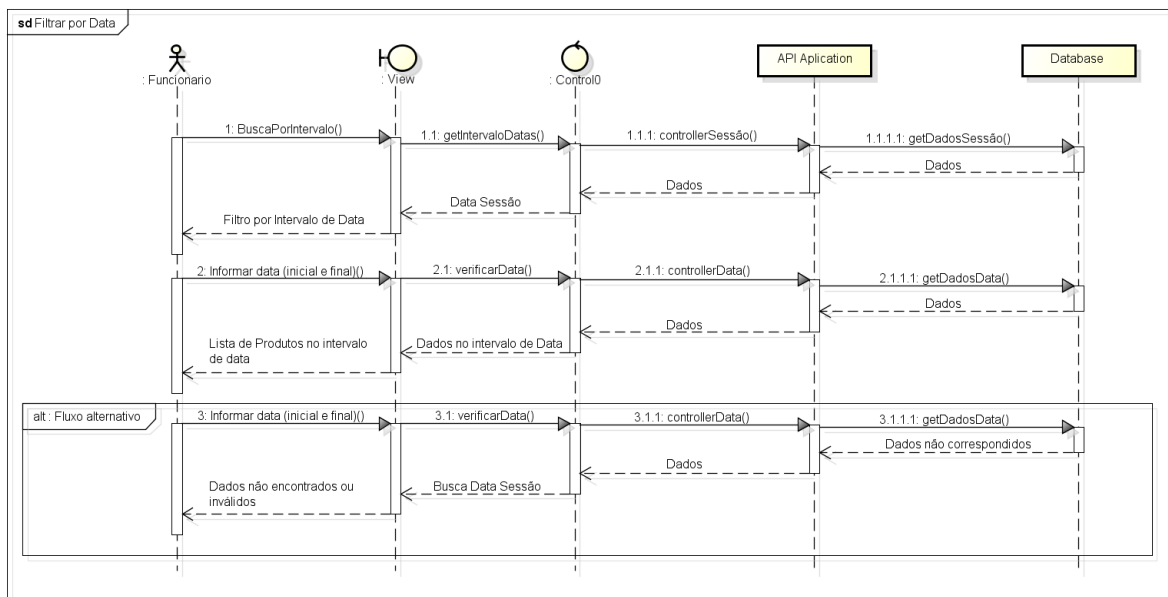 sd Filtrar por Data
: Funcionario
: View
: Control0
API Aplication
Database
1: BuscaPorIntervalo()
1.1: getIntervaloDatas()
1.1.1: controllerSessão()
1.1.1.1: getDadosSessão()
Dados
Dados
Data Sessão
Filtro por Intervalo de Data
2: Informar data (inicial e final)()
2.1: verificarData()
2.1.1: controllerData()
2.1.1.1: getDadosData()
Dados
Dados
Dados no intervalo de Data
Lista de Produtos no intervalo
de data
alt : Fluxo alternativo
3: Informar data (inicial e final)()
3.1: verificarData()
3.1.1: controllerData()
3.1.1.1: getDadosData()
Dados não correspondidos
Dados
Busca Data Sessão
Dados não encontrados ou
inválidos